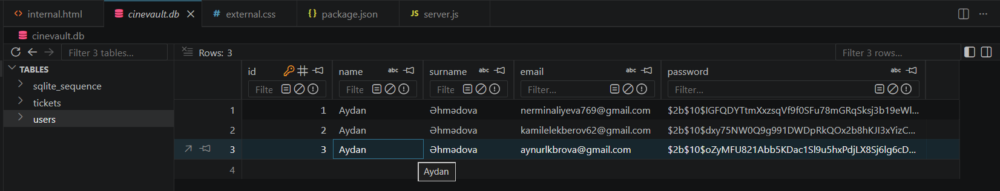 internal.html cinevault.db external.css package.json server.js
cinevault.db
Filter 3 tables... Rows: 3 Filter 3 rows...
TABLES
sqlite_sequence
tickets
users
id name surname email password
Filte Filte Filte Filter... Filter...
1 1 Aydan Əhmədova nerminaliyeva769@gmail.com $2b$10$IGFQDYTtmXxzsqVf9f0SFu78mGRqSksj3b19eWl...
2 2 Aydan Əhmədova kamilelekberov62@gmail.com $2b$10$dxy75NW0Q9g991DWDpRkQOx2b8hKJI3xYizC...
3 3 Aydan Əhmədova aynurlkbrova@gmail.com $2b$10$oZyMFU821Abb5KDac1Sl9u5hxPdjLX8Sj6lg6cD...
4
Aydan